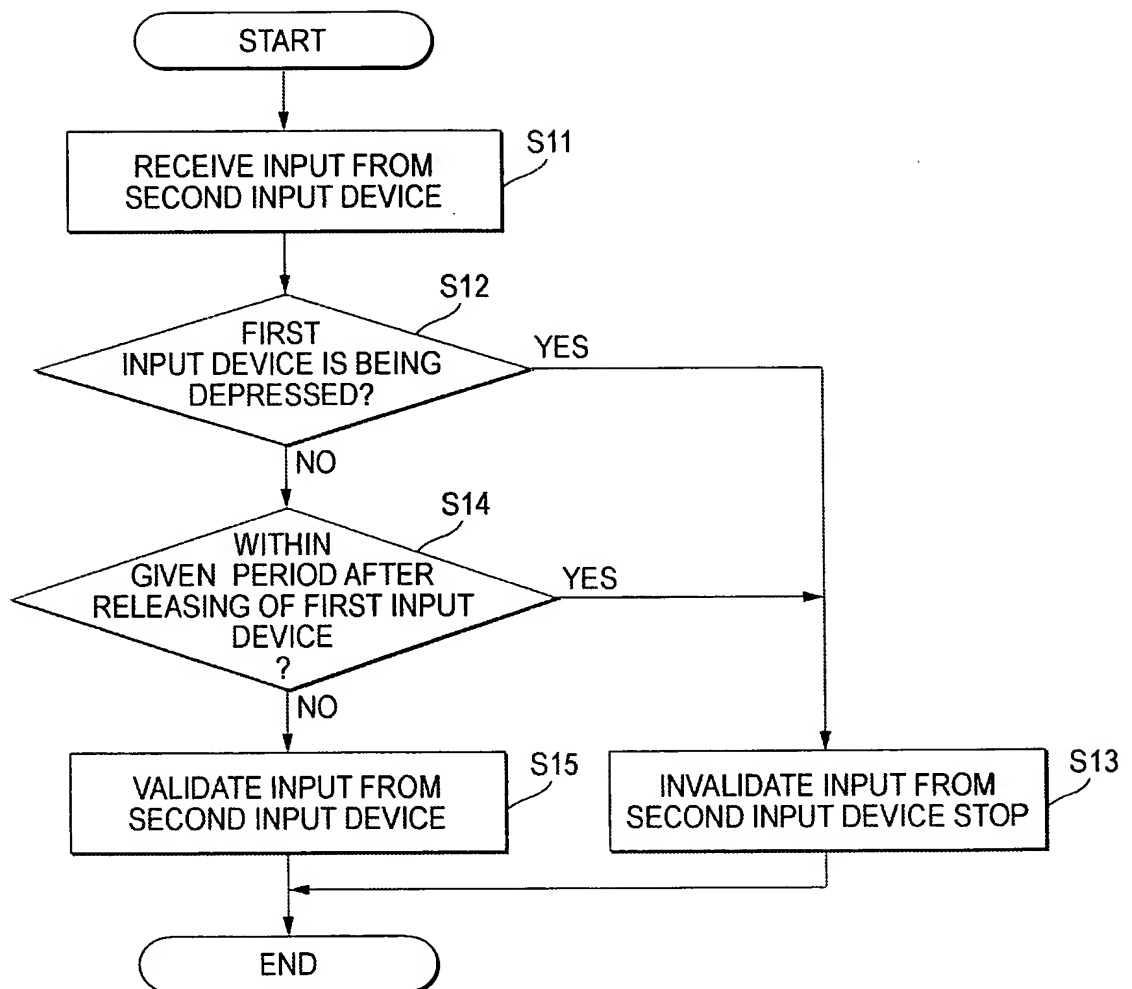 START
S11
RECEIVE INPUT FROM
SECOND INPUT DEVICE
S12
FIRST
INPUT DEVICE IS BEING
DEPRESSED?
YES
NO
S14
WITHIN
GIVEN PERIOD AFTER
RELEASING OF FIRST INPUT
DEVICE
?
YES
NO
S15
VALIDATE INPUT FROM
SECOND INPUT DEVICE
S13
INVALIDATE INPUT FROM
SECOND INPUT DEVICE STOP
END